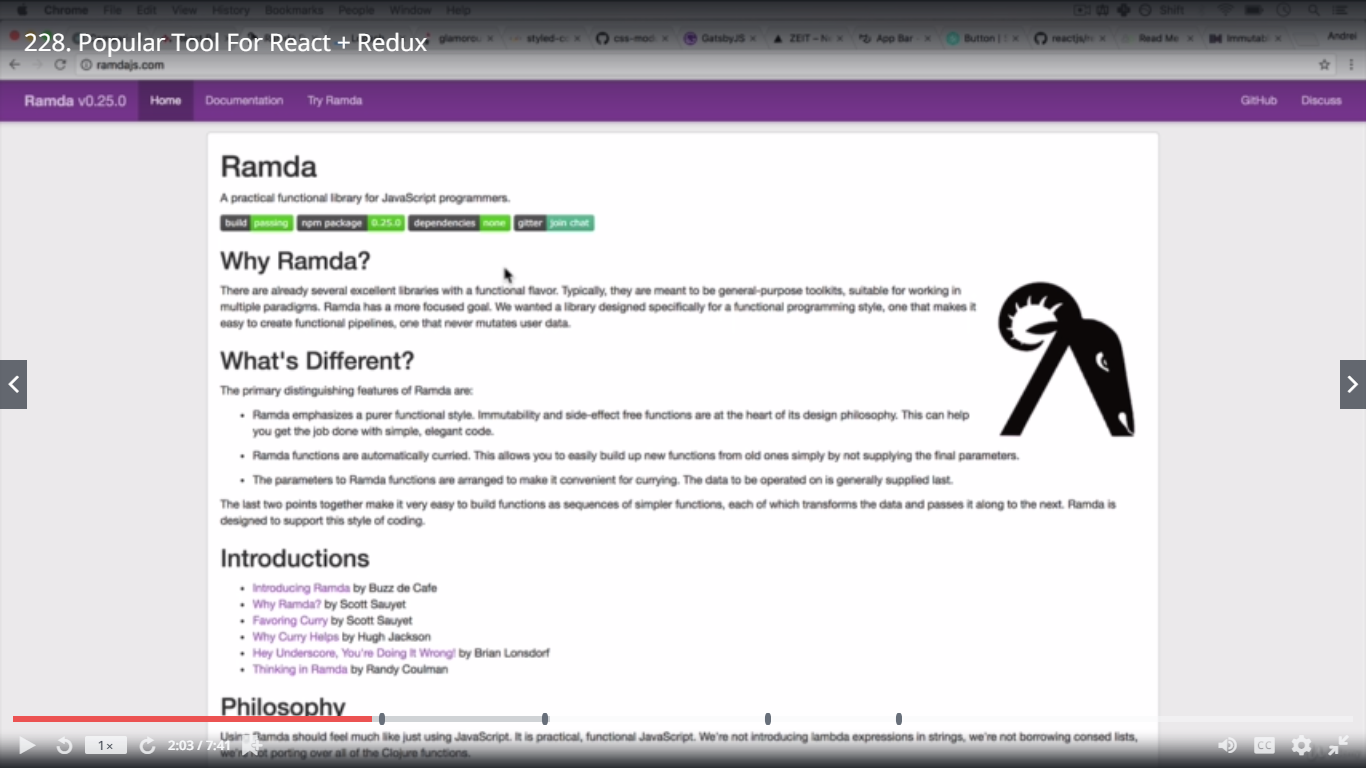 Chrome File Edit View History Bookmarks People Window Help Shift
228. Popular Tool For React + Redux
glamorou styled-co css-mod GatsbyJS ZEIT – N App Bar - Button | reactjs/r Read Me Immutabl Andrei
ramdajs.com
Ramda v0.25.0 Home Documentation Try Ramda GitHub Discuss
Ramda
A practical functional library for JavaScript programmers.
build passing npm package 0.25.0 dependencies none gitter join chat
Why Ramda?
There are already several excellent libraries with a functional flavor. Typically, they are meant to be general-purpose toolkits, suitable for working in
multiple paradigms. Ramda has a more focused goal. We wanted a library designed specifically for a functional programming style, one that makes it
easy to create functional pipelines, one that never mutates user data.
What's Different?
The primary distinguishing features of Ramda are:
• Ramda emphasizes a purer functional style. Immutability and side-effect free functions are at the heart of its design philosophy. This can help
you get the job done with simple, elegant code.
• Ramda functions are automatically curried. This allows you to easily build up new functions from old ones simply by not supplying the final parameters.
• The parameters to Ramda functions are arranged to make it convenient for currying. The data to be operated on is generally supplied last.
The last two points together make it very easy to build functions as sequences of simpler functions, each of which transforms the data and passes it along to the next. Ramda is
designed to support this style of coding.
Introductions
• Introducing Ramda by Buzz de Cafe
• Why Ramda? by Scott Sauyet
• Favoring Curry by Scott Sauyet
• Why Curry Helps by Hugh Jackson
• Hey Underscore, You're Doing It Wrong! by Brian Lonsdorf
• Thinking in Ramda by Randy Coulman
Philosophy
Using Ramda should feel much like just using JavaScript. It is practical, functional JavaScript. We're not introducing lambda expressions in strings, we're not borrowing consed lists,
we're not porting over all of the Clojure functions.
1× 2:03 / 7:41 CC